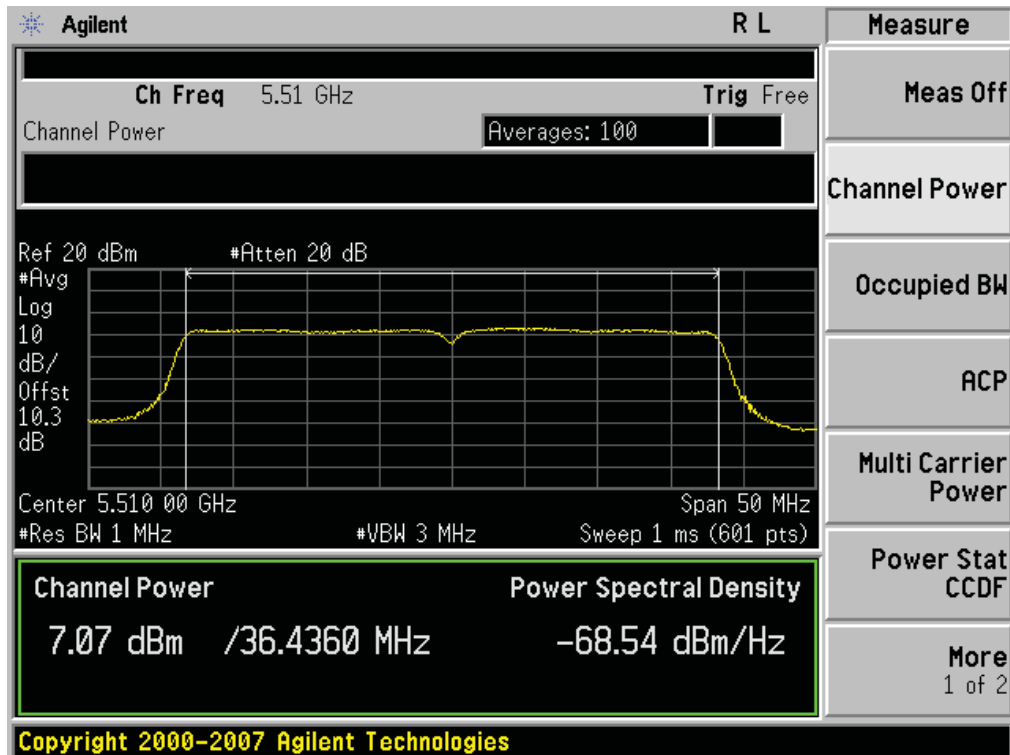 Agilent R L Measure
Ch Freq 5.51 GHz Trig Free
Meas Off
Channel Power Averages: 100
Channel Power
Ref 20 dBm #Atten 20 dB
#Avg
Log
10
dB/
Offst
10.3
dB
Occupied BW
ACP
Multi Carrier
Power
Center 5.510 00 GHz Span 50 MHz
#Res BW 1 MHz #VBW 3 MHz Sweep 1 ms (601 pts)
Power Stat
CCDF
Channel Power Power Spectral Density
7.07 dBm /36.4360 MHz -68.54 dBm/Hz
More
1 of 2
Copyright 2000-2007 Agilent Technologies